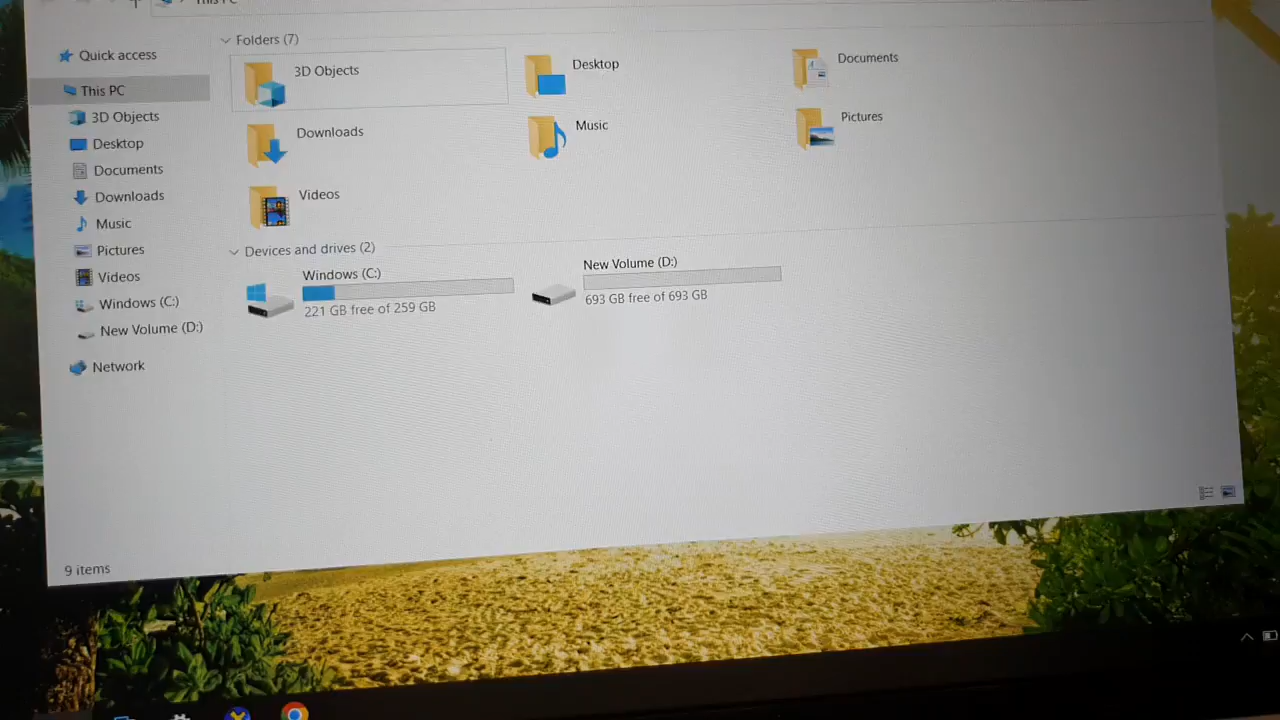 This PC
Quick access
This PC
3D Objects
Desktop
Documents
Downloads
Music
Pictures
Videos
Windows (C:)
New Volume (D:)
Network
Folders (7)
3D Objects
Desktop
Documents
Downloads
Music
Pictures
Videos
Devices and drives (2)
Windows (C:)
221 GB free of 259 GB
New Volume (D:)
693 GB free of 693 GB
9 items